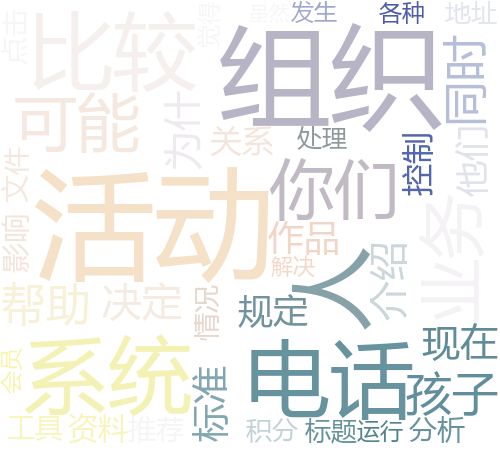 点击
比较
觉得
虽然
发生
各种
地址
组织
同时
可能
为什
关系
处理
控制
他们
文件
活动
你们
业务
影响
作品
解决
人
介绍
帮助
决定
情况
规定
现在
系统
电话
孩子
会员
标准
工具
资料
推荐
积分
标题
运行
分析